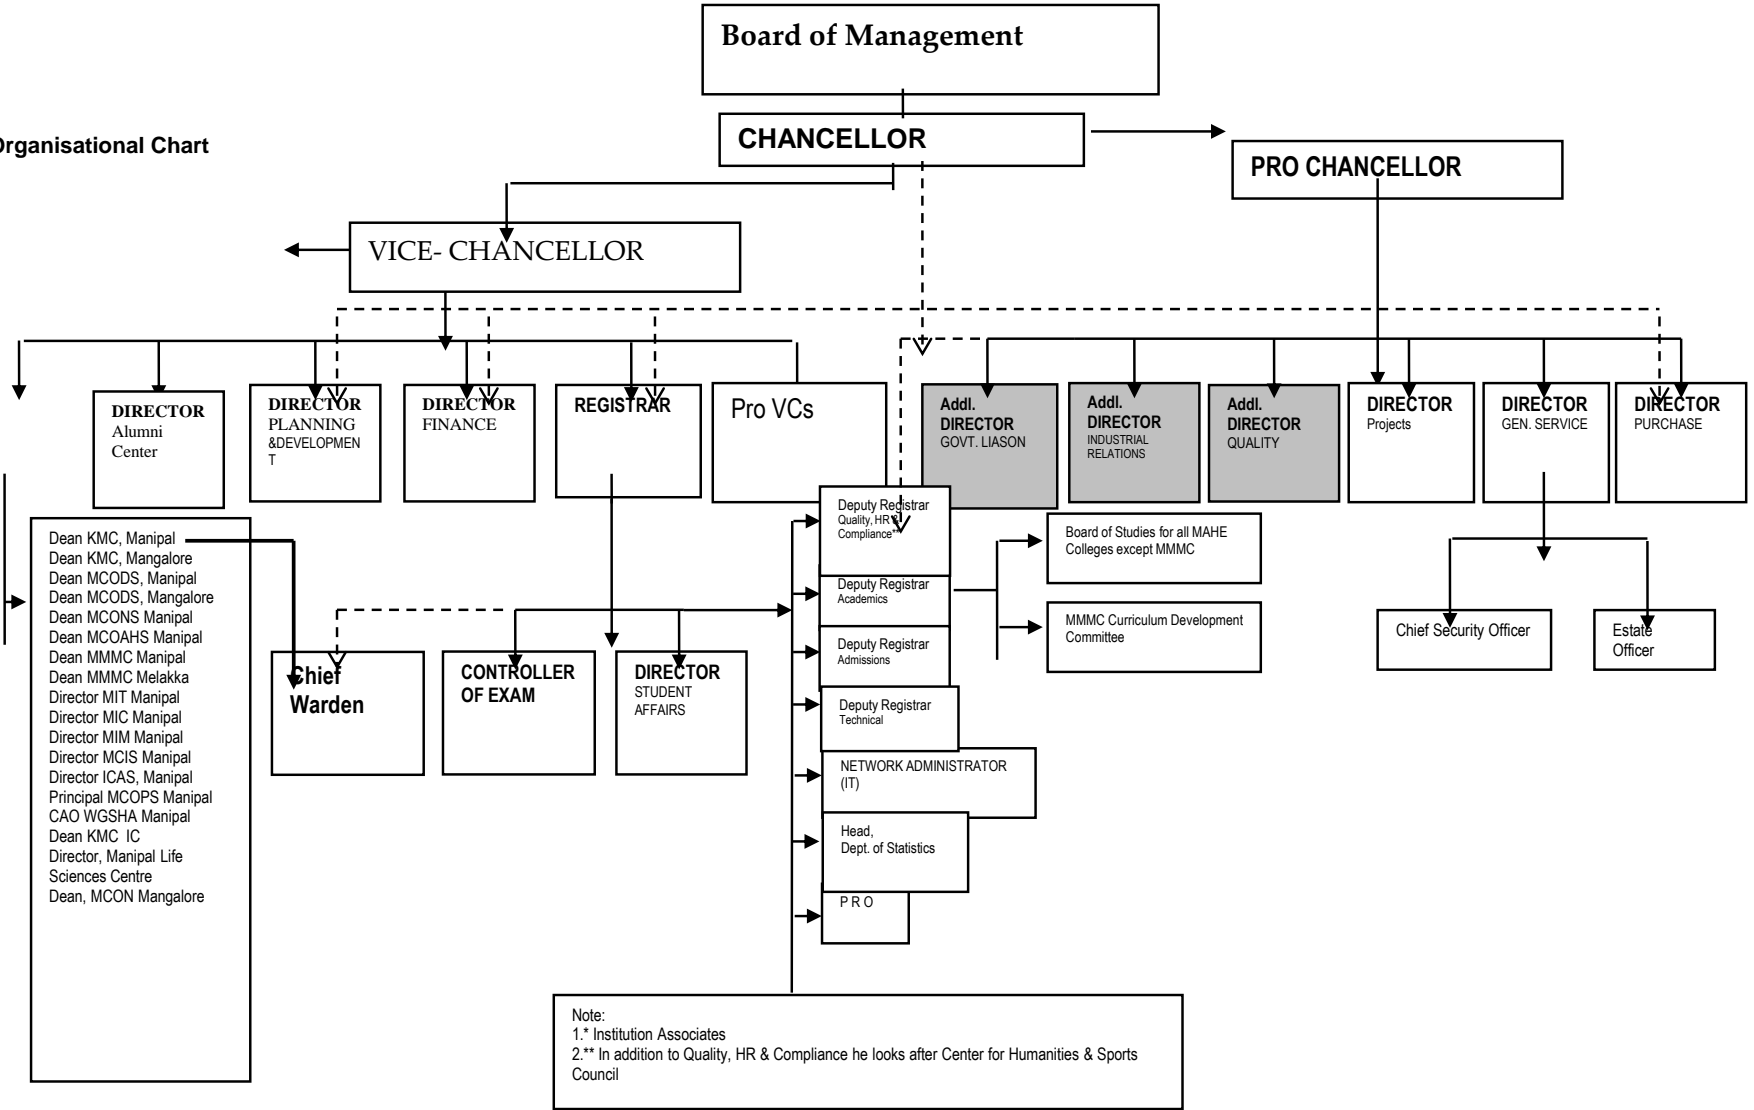 Board of Management
Organisational Chart
CHANCELLOR
PRO CHANCELLOR
VICE- CHANCELLOR
DIRECTOR
Alumni
Center
DIRECTOR
PLANNING
&DEVELOPMEN
T
DIRECTOR
FINANCE
REGISTRAR
Pro VCs
Addl.
DIRECTOR
GOVT. LIASON
Addl.
DIRECTOR
INDUSTRIAL
RELATIONS
Addl.
DIRECTOR
QUALITY
DIRECTOR
Projects
DIRECTOR
GEN. SERVICE
DIRECTOR
PURCHASE
Dean KMC, Manipal
Dean KMC, Mangalore
Dean MCODS, Manipal
Dean MCODS, Mangalore
Dean MCONS Manipal
Dean MCOAHS Manipal
Dean MMMC Manipal
Dean MMMC Melakka
Director MIT Manipal
Director MIC Manipal
Director MIM Manipal
Director MCIS Manipal
Director ICAS, Manipal
Principal MCOPS Manipal
CAO WGSHA Manipal
Dean KMC IC
Director, Manipal Life
Sciences Centre
Dean, MCON Mangalore
Chief
Warden
CONTROLLER
OF EXAM
DIRECTOR
STUDENT
AFFAIRS
Deputy Registrar
Quality, HR &
Compliance**
Deputy Registrar
Academics
Deputy Registrar
Admissions
Deputy Registrar
Technical
NETWORK ADMINISTRATOR
(IT)
Head,
Dept. of Statistics
P R O
Board of Studies for all MAHE
Colleges except MMMC
MMMC Curriculum Development
Committee
Chief Security Officer
Estate
Officer
Note:
1.* Institution Associates
2.** In addition to Quality, HR & Compliance he looks after Center for Humanities & Sports
Council